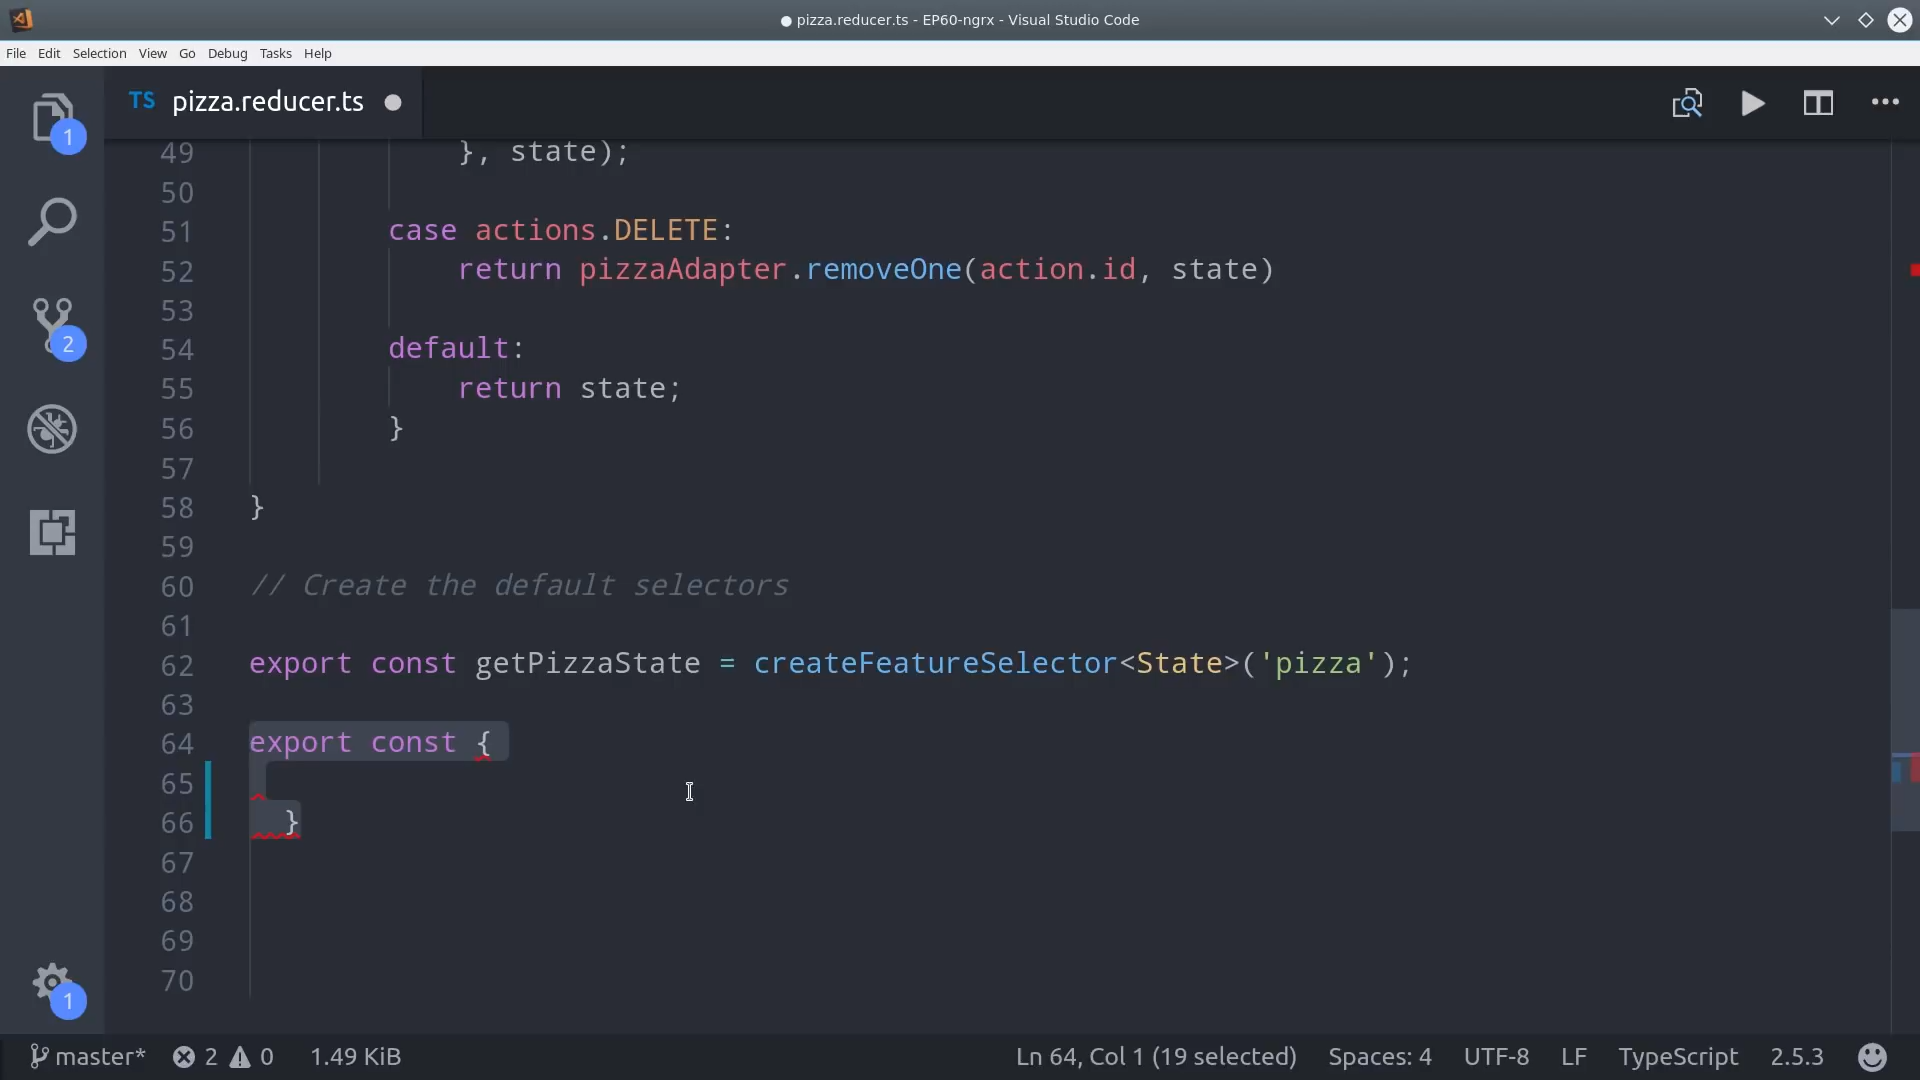 ● pizza.reducer.ts - EP60-ngrx - Visual Studio Code
File Edit Selection View Go Debug Tasks Help
TS pizza.reducer.ts ●
1
2
1
49 }, state);
50
51 case actions.DELETE:
52 return pizzaAdapter.removeOne(action.id, state)
53
54 default:
55 return state;
56 }
57
58 }
59
60 // Create the default selectors
61
62 export const getPizzaState = createFeatureSelector<State>('pizza');
63
64 export const {
65
66 }
67
68
69
70
master* 2 0 1.49 KiB Ln 64, Col 1 (19 selected) Spaces: 4 UTF-8 LF TypeScript 2.5.3